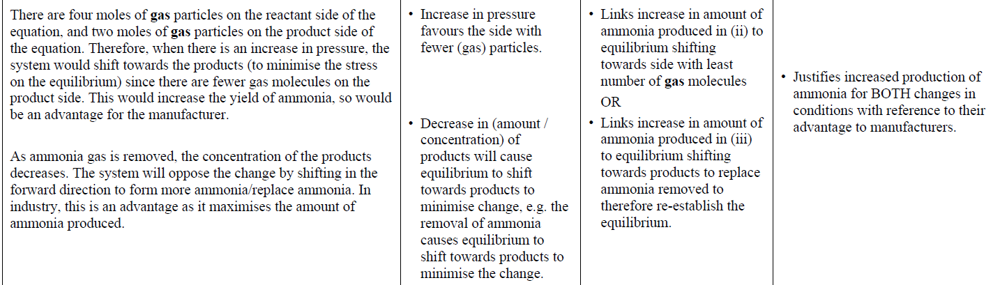 There are four moles of gas particles on the reactant side of the
equation, and two moles of gas particles on the product side of
the equation. Therefore, when there is an increase in pressure, the
system would shift towards the products (to minimise the stress
on the equilibrium) since there are fewer gas molecules on the
product side. This would increase the yield of ammonia, so would
be an advantage for the manufacturer.
As ammonia gas is removed, the concentration of the products
decreases. The system will oppose the change by shifting in the
forward direction to form more ammonia/replace ammonia. In
industry, this is an advantage as it maximises the amount of
ammonia produced.
• Increase in pressure
favours the side with
fewer (gas) particles.
• Decrease in (amount /
concentration) of
products will cause
equilibrium to shift
towards products to
minimise change, e.g. the
removal of ammonia
causes equilibrium to
shift towards products to
minimise the change.
• Links increase in amount of
ammonia produced in (ii) to
equilibrium shifting
towards side with least
number of gas molecules
OR
• Links increase in amount of
ammonia produced in (iii)
to equilibrium shifting
towards products to replace
ammonia removed to
therefore re-establish the
equilibrium.
• Justifies increased production of
ammonia for BOTH changes in
conditions with reference to their
advantage to manufacturers.